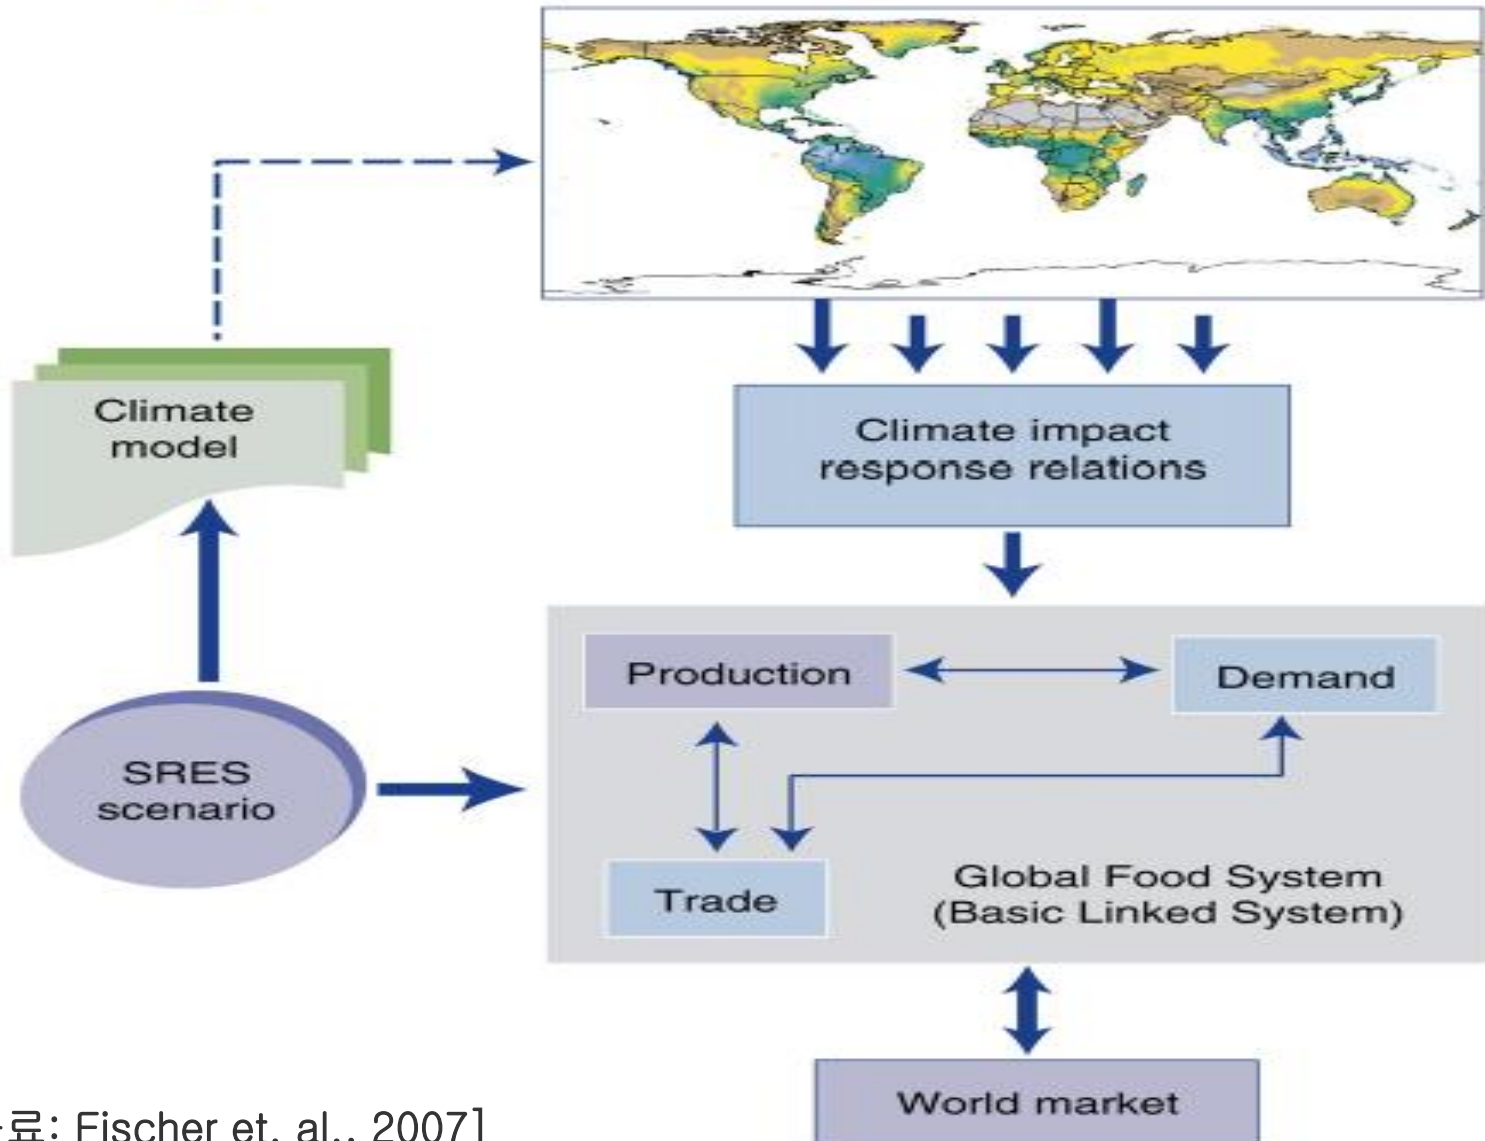 Climate
model
Climate impact
response relations
Production
Demand
SRES
scenario
Trade
Global Food System
(Basic Linked System)
World market
료: Fischer et. al., 2007]